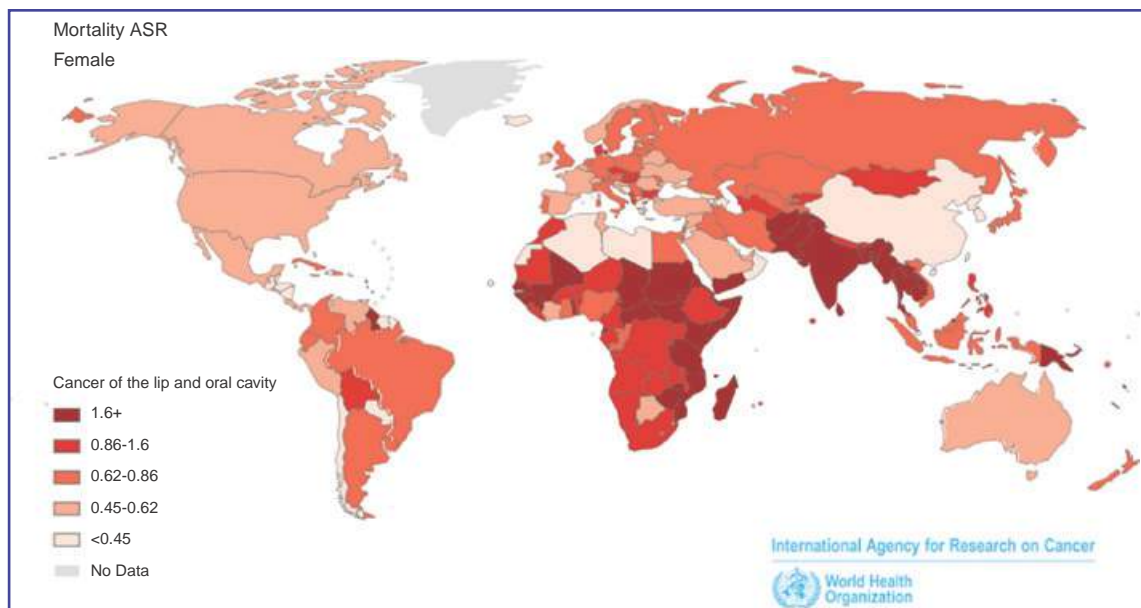 Mortality ASR
Female
Cancer of the lip and oral cavity
1.6+
0.86-1.6
0.62-0.86
0.45-0.62
<0.45
No Data
International Agency for Research on Cancer
World Health
Organization